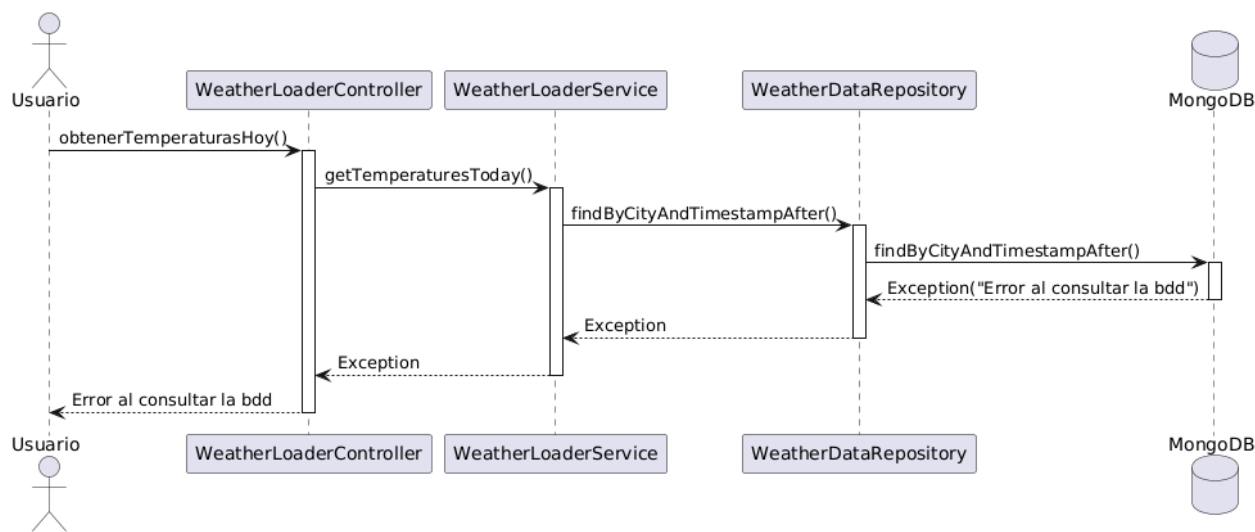 Usuario
WeatherLoaderController
WeatherLoaderService
WeatherDataRepository
MongoDB
obtenerTemperaturasHoy()
getTemperaturesToday()
findByCityAndTimestampAfter()
findByCityAndTimestampAfter()
Exception("Error al consultar la bdd")
Exception
Exception
Error al consultar la bdd
Usuario
WeatherLoaderController
WeatherLoaderService
WeatherDataRepository
MongoDB